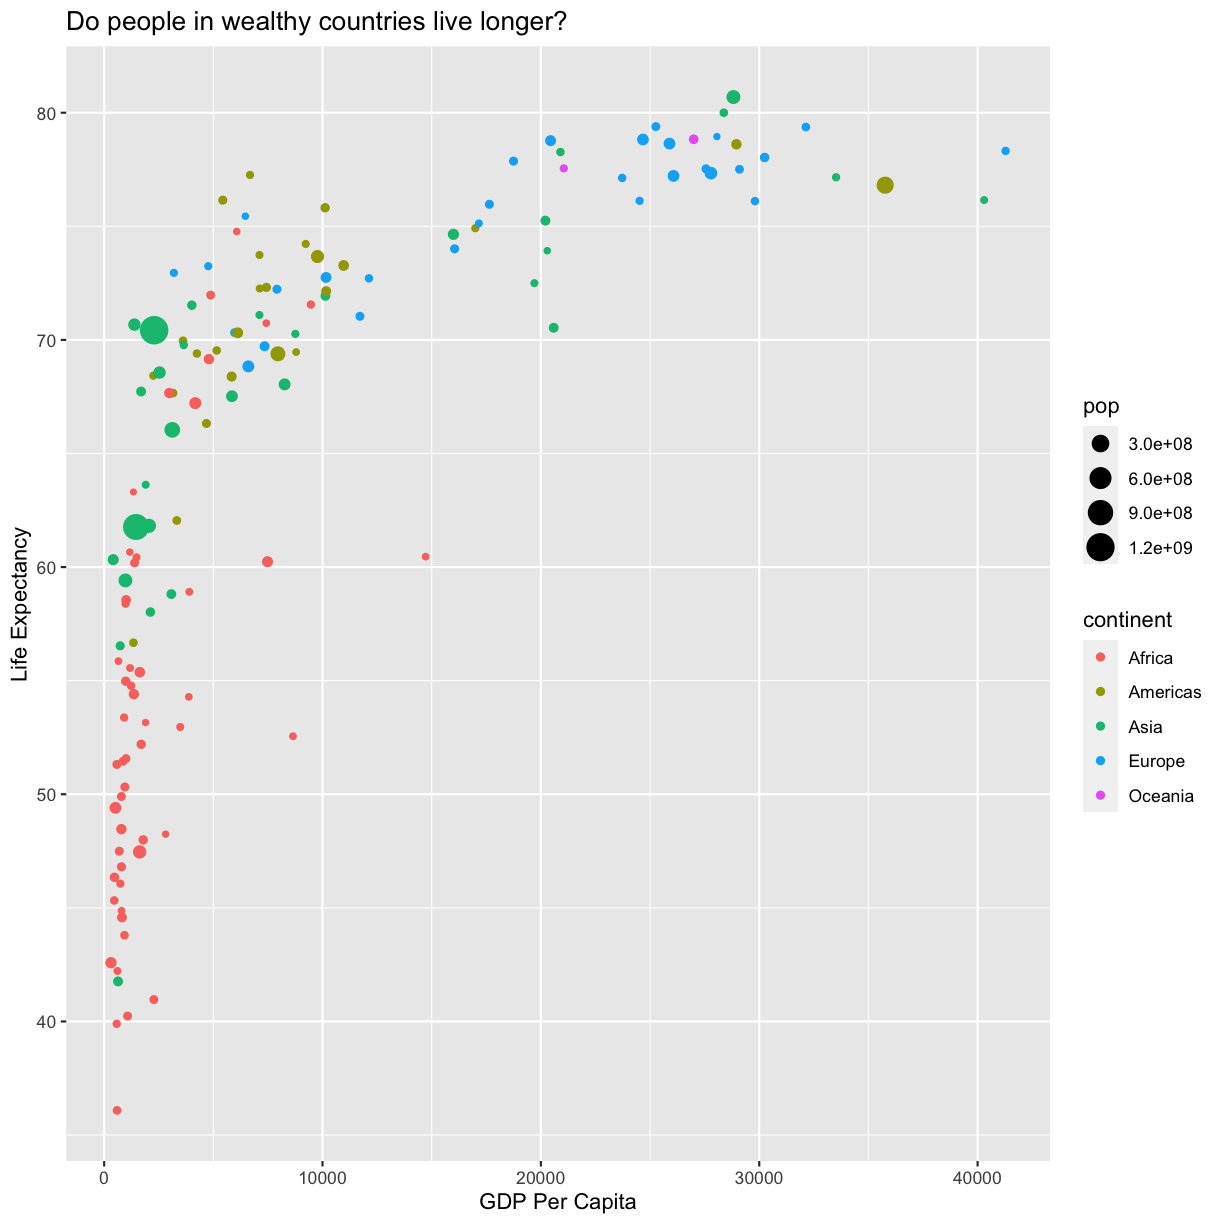 Do people in wealthy countries live longer?
80
70
60
50
40
Life Expectancy
0
10000
20000
30000
40000
GDP Per Capita
pop
3.0e+08
6.0e+08
9.0e+08
1.2e+09
continent
Africa
Americas
Asia
Europe
Oceania